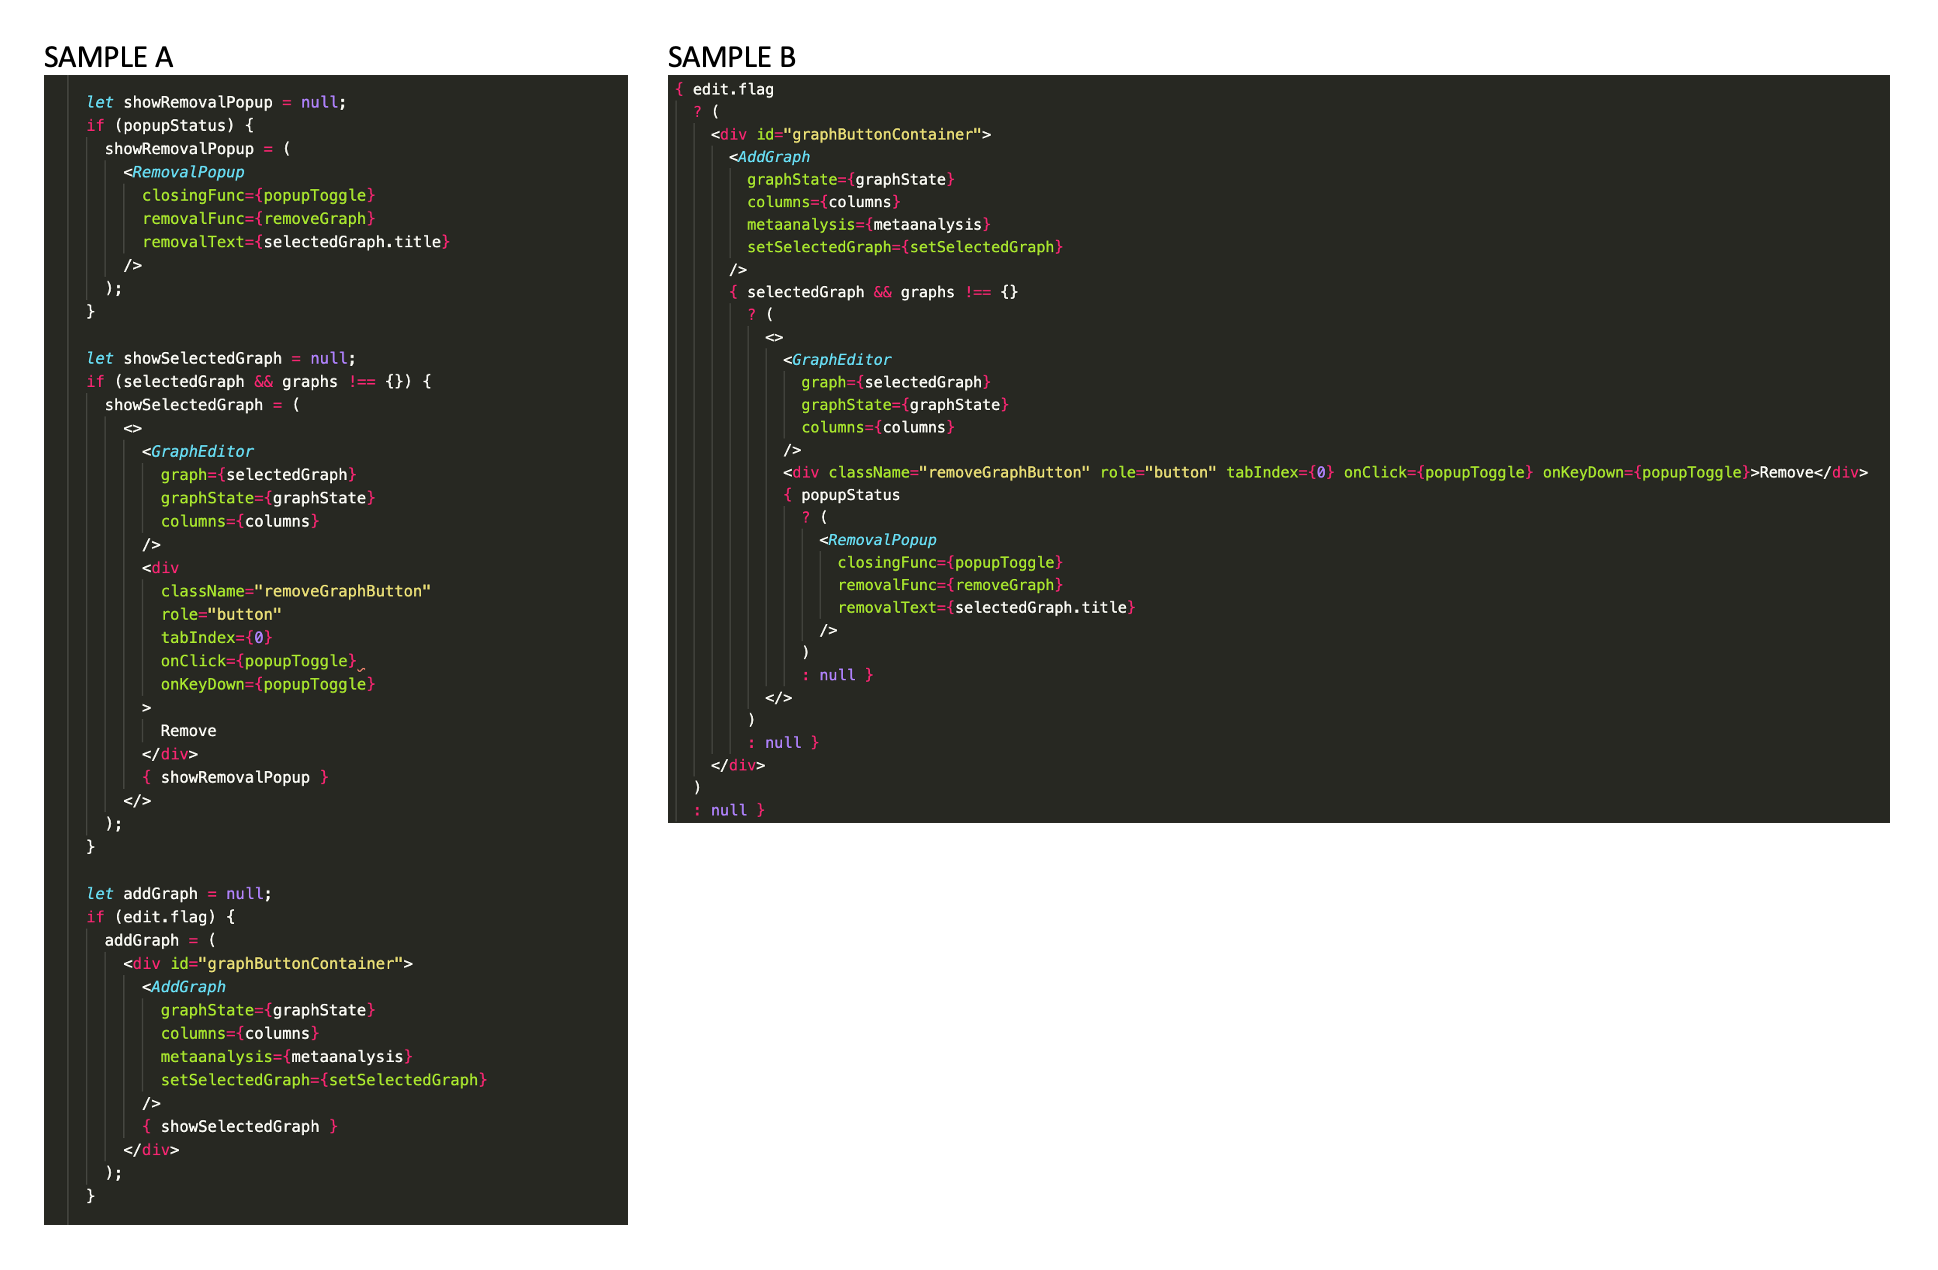 SAMPLE A
let showRemovalPopup = null;
if (popupStatus) {
showRemovalPopup = (
<RemovalPopup
closingFunc={popupToggle}
removalFunc={removeGraph}
removalText={selectedGraph.title}
/>
);
}
let showSelectedGraph = null;
if (selectedGraph && graphs !== {}) {
showSelectedGraph = (
<>
<GraphEditor
graph={selectedGraph}
graphState={graphState}
columns={columns}
/>
<div
className="removeGraphButton"
role="button"
tabIndex={0}
onClick={popupToggle}
onKeyDown={popupToggle}
>
Remove
</div>
{ showRemovalPopup }
</>
);
}
let addGraph = null;
if (edit.flag) {
addGraph = (
<div id="graphButtonContainer">
<AddGraph
graphState={graphState}
columns={columns}
metaanalysis={metaanalysis}
setSelectedGraph={setSelectedGraph}
/>
{ showSelectedGraph }
</div>
);
}
SAMPLE B
{ edit.flag
? (
<div id="graphButtonContainer">
<AddGraph
graphState={graphState}
columns={columns}
metaanalysis={metaanalysis}
setSelectedGraph={setSelectedGraph}
/>
{ selectedGraph && graphs !== {}
? (
<>
<GraphEditor
graph={selectedGraph}
graphState={graphState}
columns={columns}
/>
<div className="removeGraphButton" role="button" tabIndex={0} onClick={popupToggle} onKeyDown={popupToggle}>Remove</div>
{ popupStatus
? (
<RemovalPopup
closingFunc={popupToggle}
removalFunc={removeGraph}
removalText={selectedGraph.title}
/>
)
: null }
</>
)
: null }
</div>
)
: null }